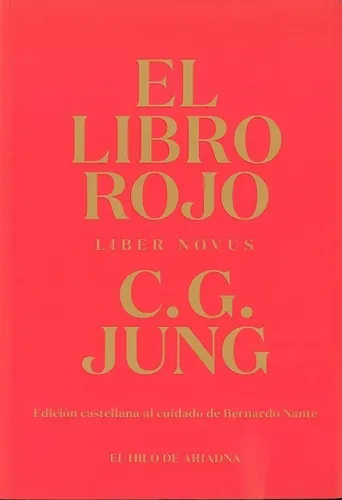 EL
LIBRO
ROJO
LIBER NOVUS
C.G.
JUNG
Edición castellana al cuidado de Bernardo Nante
EL HILO DE ARIADNA